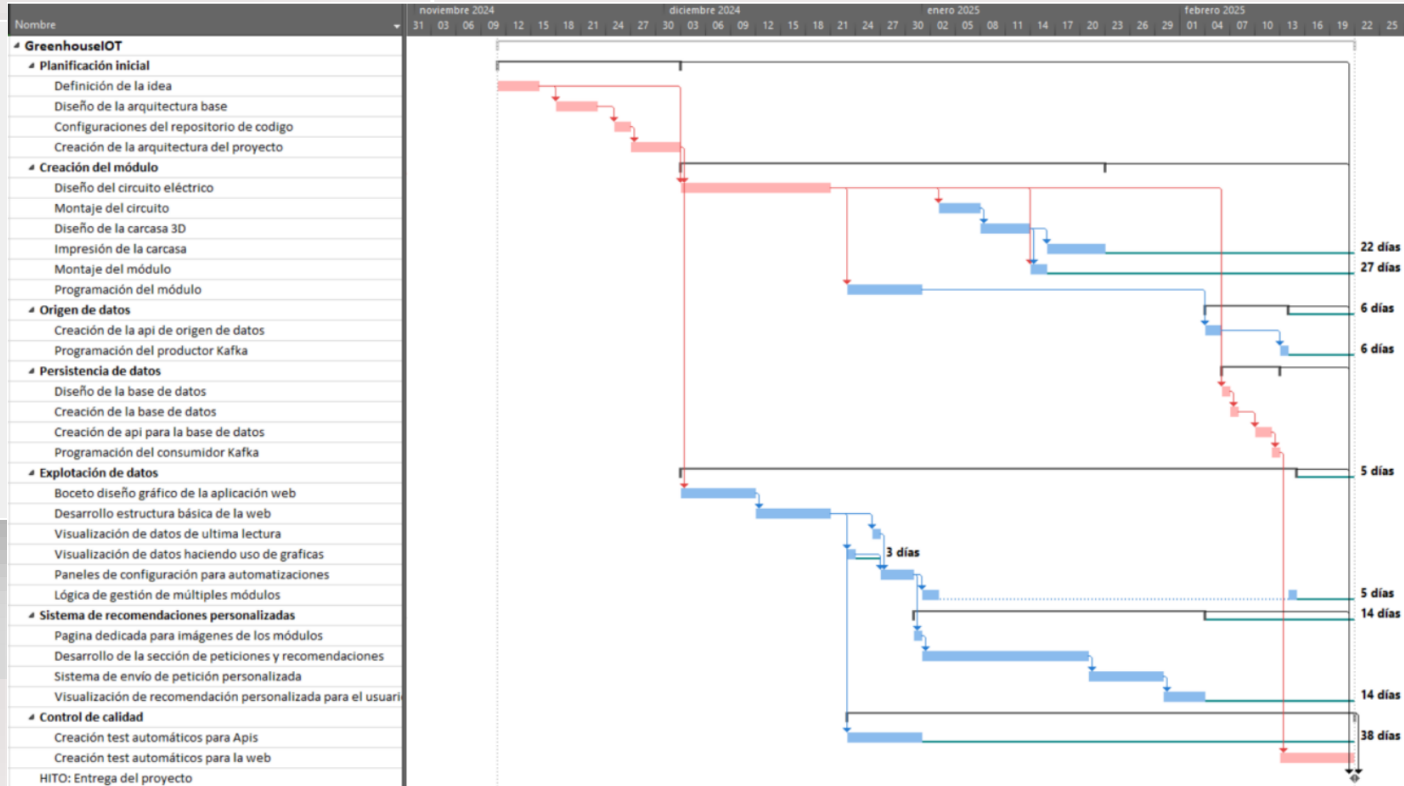 noviembre 2024 diciembre 2024 enero 2025 febrero 2025
Nombre 31 03 06 09 12 15 18 21 24 27 30 03 06 09 12 15 18 21 24 27 30 02 05 08 11 14 17 20 23 26 29 01 04 07 10 13 16 19 22 25
GreenhouseIOT
Planificación inicial
Definición de la idea
Diseño de la arquitectura base
Configuraciones del repositorio de codigo
Creación de la arquitectura del proyecto
Creación del módulo
Diseño del circuito eléctrico
Montaje del circuito
Diseño de la carcasa 3D
Impresión de la carcasa 22 días
Montaje del módulo 27 días
Programación del módulo
Origen de datos 6 días
Creación de la api de origen de datos
Programación del productor Kafka 6 días
Persistencia de datos
Diseño de la base de datos
Creación de la base de datos
Creación de api para la base de datos
Programación del consumidor Kafka
Explotación de datos 5 días
Boceto diseño gráfico de la aplicación web
Desarrollo estructura básica de la web
Visualización de datos de ultima lectura
Visualización de datos haciendo uso de graficas 3 días
Paneles de configuración para automatizaciones
Lógica de gestión de múltiples módulos 5 días
Sistema de recomendaciones personalizadas 14 días
Pagina dedicada para imágenes de los módulos
Desarrollo de la sección de peticiones y recomendaciones
Sistema de envío de petición personalizada
Visualización de recomendación personalizada para el usuari 14 días
Control de calidad
Creación test automáticos para Apis 38 días
Creación test automáticos para la web
HITO: Entrega del proyecto